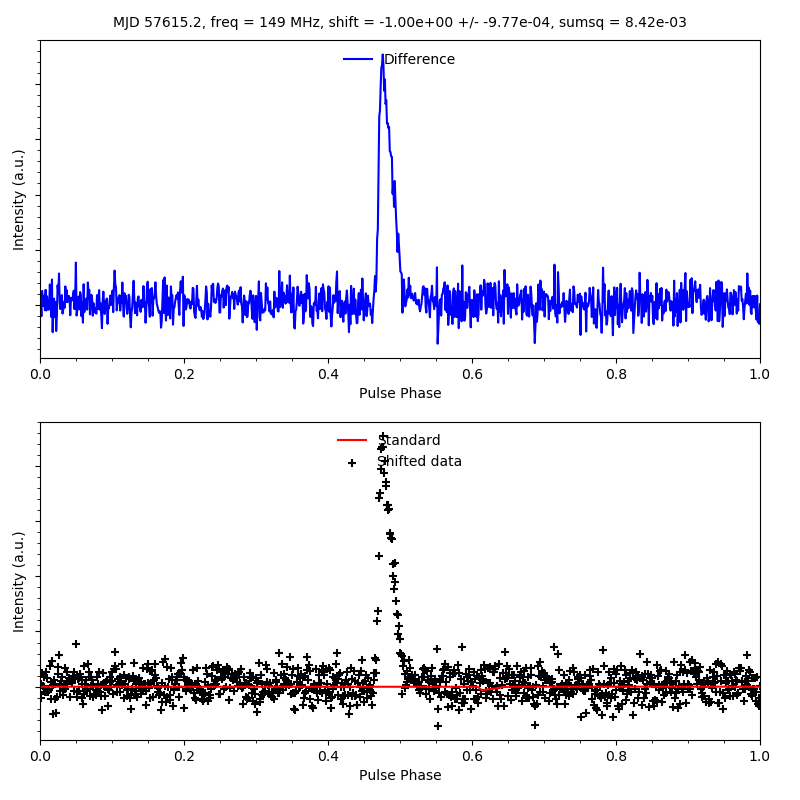 MJD 57615.2, freq = 149 MHz, shift = -1.00e+00 +/- -9.77e-04, sumsq = 8.42e-03
Difference
Intensity (a.u.)
0.0 0.2 0.4 0.6 0.8 1.0
Pulse Phase
Standard
Shifted data
Intensity (a.u.)
0.0 0.2 0.4 0.6 0.8 1.0
Pulse Phase